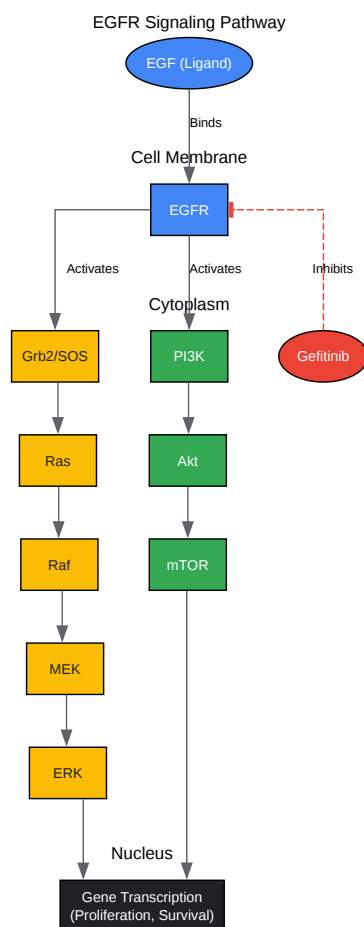 EGFR Signaling Pathway
EGF (Ligand)
Binds
Cell Membrane
EGFR
Activates
Activates
Inhibits
Cytoplasm
Grb2/SOS
PI3K
Gefitinib
Ras
Akt
Raf
mTOR
MEK
ERK
Nucleus
Gene Transcription
(Proliferation, Survival)